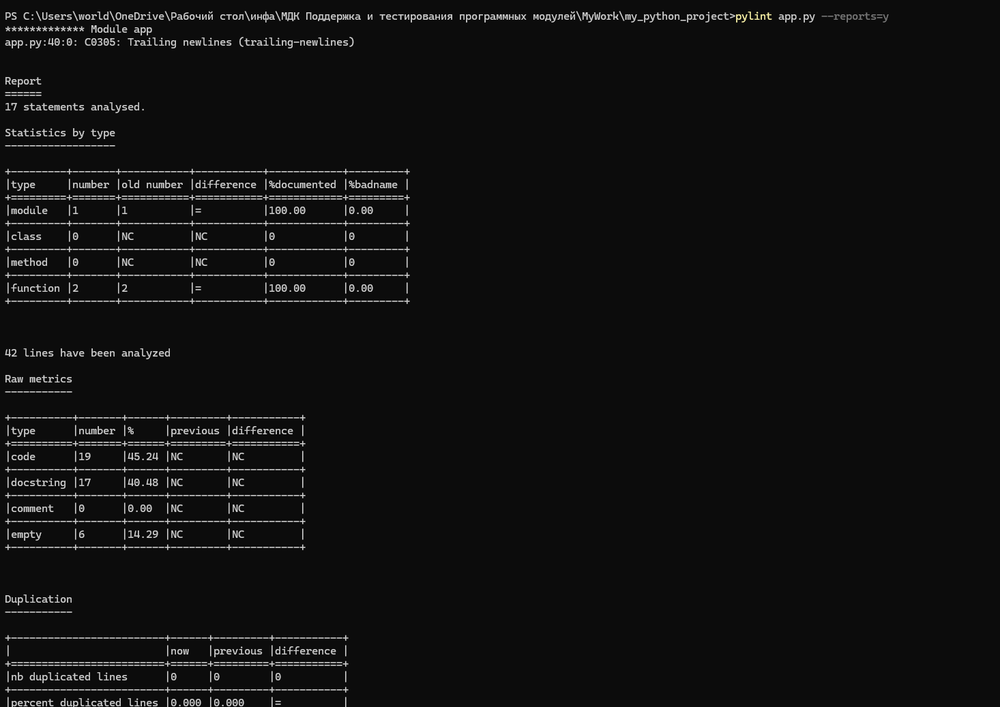 PS C:\Users\world\OneDrive\Рабочий стол\инфа\МДК Поддержка и тестирования программных модулей\MyWork\my_python_project>pylint app.py --reports=y
************* Module app
app.py:40:0: C0305: Trailing newlines (trailing-newlines)
Report
======
17 statements analysed.
Statistics by type
------------------
+---------+-------+-----------+-----------+------------+---------+
|type     |number |old number |difference |%documented |%badname |
+=========+=======+===========+===========+============+=========+
|module   |1      |1          |=          |100.00      |0.00     |
+---------+-------+-----------+-----------+------------+---------+
|class    |0      |NC         |NC         |0           |0        |
+---------+-------+-----------+-----------+------------+---------+
|method   |0      |NC         |NC         |0           |0        |
+---------+-------+-----------+-----------+------------+---------+
|function |2      |2          |=          |100.00      |0.00     |
+---------+-------+-----------+-----------+------------+---------+
42 lines have been analyzed
Raw metrics
-----------
+----------+-------+------+---------+-----------+
|type      |number |%     |previous |difference |
+==========+=======+======+=========+===========+
|code      |19     |45.24 |NC       |NC         |
+----------+-------+------+---------+-----------+
|docstring |17     |40.48 |NC       |NC         |
+----------+-------+------+---------+-----------+
|comment   |0      |0.00  |NC       |NC         |
+----------+-------+------+---------+-----------+
|empty     |6      |14.29 |NC       |NC         |
+----------+-------+------+---------+-----------+
Duplication
-----------
+-------------------------+------+---------+-----------+
|                         |now   |previous |difference |
+=========================+======+=========+===========+
|nb duplicated lines      |0     |0        |0          |
+-------------------------+------+---------+-----------+
|percent duplicated lines |0.000 |0.000    |=          |